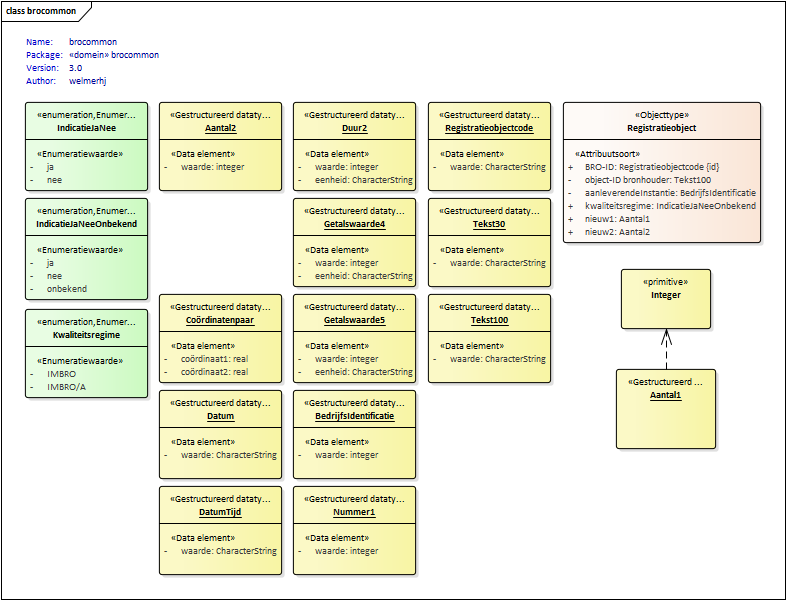 class brocommon
Name: brocommon
Package: «domein» brocommon
Version: 3.0
Author: welmerhj
«enumeration,Enumer...
IndicatieJaNee
«Enumeratiewaarde»
- ja
- nee
«enumeration,Enumer...
IndicatieJaNeeOnbekend
«Enumeratiewaarde»
- ja
- nee
- onbekend
«enumeration,Enumer...
Kwaliteitsregime
«Enumeratiewaarde»
- IMBRO
- IMBRO/A
«Gestructureerd dataty...
Aantal2
«Data element»
- waarde: integer
«Gestructureerd dataty...
Coördinatenpaar
«Data element»
- coördinaat1: real
- coördinaat2: real
«Gestructureerd dataty...
Datum
«Data element»
- waarde: CharacterString
«Gestructureerd dataty...
DatumTijd
«Data element»
- waarde: CharacterString
«Gestructureerd dataty...
Duur2
«Data element»
- waarde: integer
- eenheid: CharacterString
«Gestructureerd dataty...
Getalswaarde4
«Data element»
- waarde: integer
- eenheid: CharacterString
«Gestructureerd dataty...
Getalswaarde5
«Data element»
- waarde: integer
- eenheid: CharacterString
«Gestructureerd dataty...
BedrijfsIdentificatie
«Data element»
- waarde: integer
«Gestructureerd dataty...
Nummer1
«Data element»
- waarde: integer
«Gestructureerd dataty...
Registratieobjectcode
«Data element»
- waarde: CharacterString
«Gestructureerd dataty...
Tekst30
«Data element»
- waarde: CharacterString
«Gestructureerd dataty...
Tekst100
«Data element»
- waarde: CharacterString
«Objecttype»
Registratieobject
«Attribuutsoort»
+ BRO-ID: Registratieobjectcode {id}
- object-ID bronhouder: Tekst100
- aanleverendeInstantie: BedrijfsIdentificatie
+ kwaliteitsregime: IndicatieJaNeeOnbekend
+ nieuw1: Aantal1
+ nieuw2: Aantal2
«primitive»
Integer
«Gestructureerd ...
Aantal1